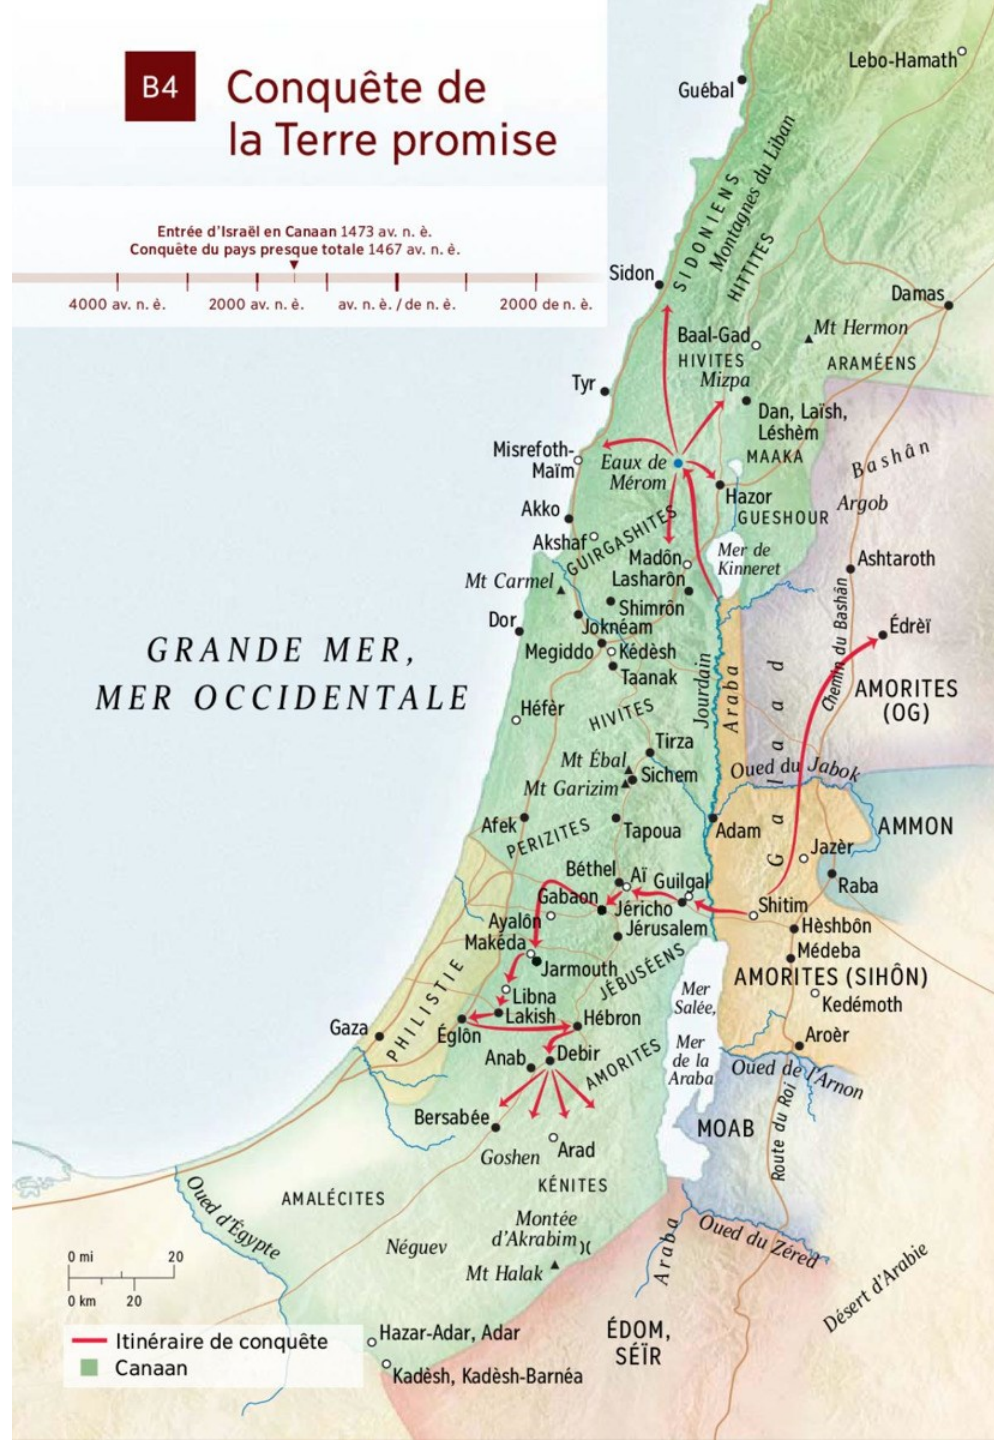 B4
Conquête de
la Terre promise
Entrée d'Israël en Canaan 1473 av. n. è.
Conquête du pays presque totale 1467 av. n. è.
4000 av. n. è.
2000 av. n. è.
av. n. è. / de n. è.
2000 de n. è.
Lebo-Hamath
Guébal
Montagnes du Liban
SIDONIENS
HITTITES
Sidon
Damas
Baal-Gad
Mt Hermon
HIVITES
ARAMÉENS
Mizpa
Tyr
Dan, Laïsh,
Léshèm
Misrefoth-
Maïm
Eaux de
Mérom
MAAKA
Bashân
Hazor
Argob
Akko
GUESHOUR
Akshaf
GUIRGASHITES
Madôn
Mer de
Kinneret
Ashtaroth
Mt Carmel
Lasharôn
Shimrôn
Dor
Joknéam
Édrèï
GRANDE MER,
MER OCCIDENTALE
Megiddo
Kédèsh
Taanak
Jourdain
Araba
Galaad
Chemin du Bashân
AMORITES
(OG)
Héfèr
HIVITES
Tirza
Mt Ébal
Sichem
Oued du Jabok
Mt Garizim
Afek
PERIZITES
Tapoua
Adam
AMMON
Jazèr
Béthel
Aï
Guilgal
Raba
Gabaon
Jéricho
Shitim
Ayalôn
Jérusalem
Hèshbôn
Makéda
Médeba
Jarmouth
JÉBUSÉENS
AMORITES (SIHÔN)
PHILISTIE
Libna
Mer
Salée,
Mer
de la
Araba
Kedémoth
Lakish
Hébron
Gaza
Églôn
Aroèr
Anab
Debir
AMORITES
Oued de l'Arnon
Bersabée
MOAB
Route du Roi
Arad
Goshen
KÉNITES
AMALÉCITES
Oued d'Égypte
Montée
d'Akrabim
Néguev
Araba
Oued du Zéred
Mt Halak
Désert d'Arabie
0 mi
20
0 km
20
ÉDOM,
SÉÏR
Itinéraire de conquête
Canaan
Hazar-Adar, Adar
Kadèsh, Kadèsh-Barnéa